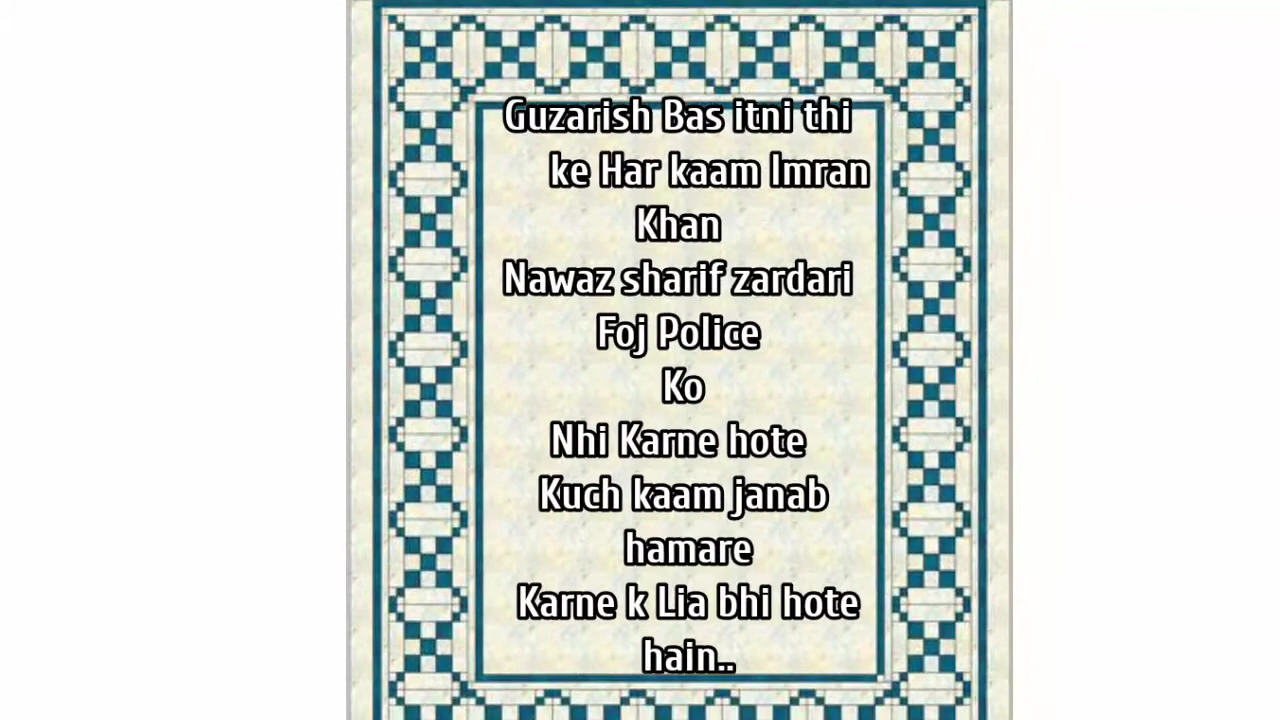 Guzarish Bas itni thi
ke Har kaam Imran
Khan
Nawaz sharif zardari
Foj Police
Ko
Nhi Karne hote
Kuch kaam janab
hamare
Karne k Lia bhi hote
hain..